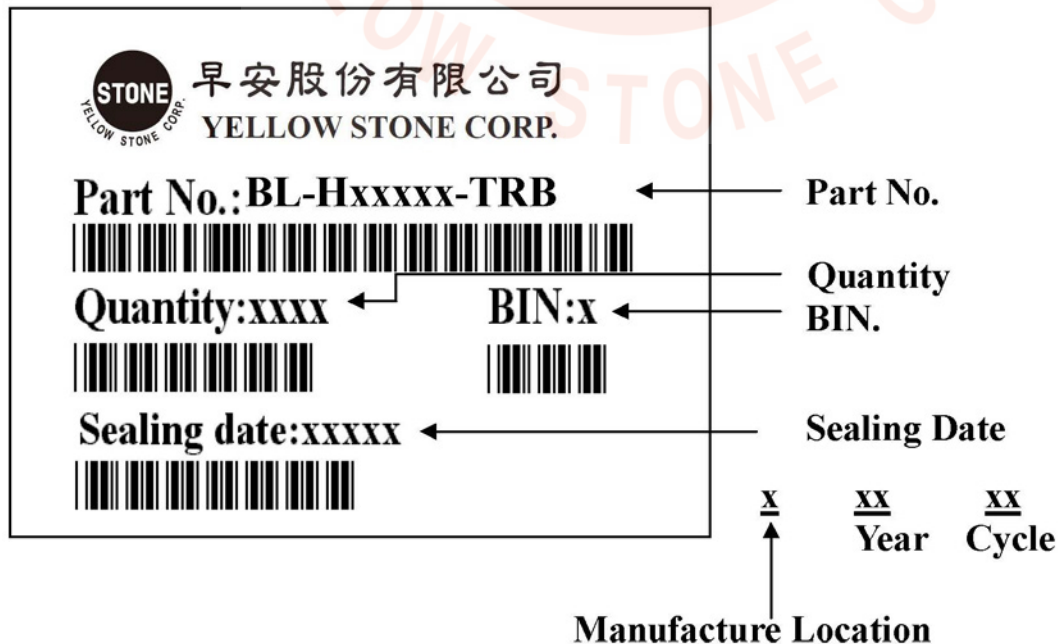 OW STONE
STONE
YELLOW STONE CORP.
早安股份有限公司
YELLOW STONE CORP.
Part No.:BL-Hxxxxx-TRB
Part No.
Quantity:xxxx
BIN:x
Quantity
BIN.
Sealing date:xxxxx
Sealing Date
x xx xx
Year Cycle
Manufacture Location